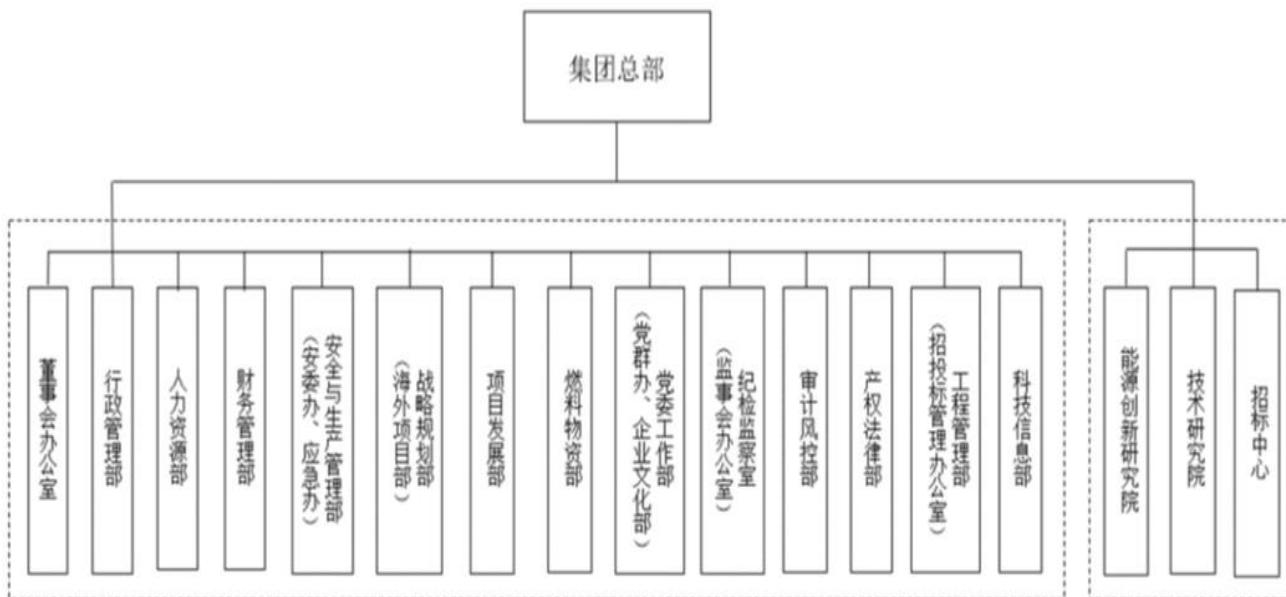 集团总部
董事会办公室
行政管理部
人力资源部
财务管理部
安全与生产管理部
（安委办、应急办）
战略规划部
（海外项目部）
项目发展部
燃料物资部
党委工作部
（党群办、企业文化部）
纪检监察室
（监事会办公室）
审计风控部
产权法律部
工程管理部
（招投标管理办公室）
科技信息部
能源创新研究院
技术研究院
招标中心